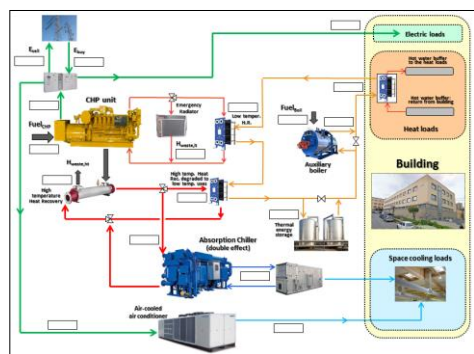 E_sell
E_buy
Electric loads
Hot water buffer
to the heat loads
CHP unit
Emergency
Radiator
Low temper.
H.R.
Fuel_Boil
Hot water buffer
return from building
Fuel_CHP
H_waste,lt
Heat loads
H_waste,ht
Auxiliary
boiler
High
temperature
Heat Recovery
High temp. Heat
Rec. degraded to
low temp. uses
Building
Thermal
energy
storage
Absorption Chiller
(double effect)
Space cooling loads
Air-cooled
air conditioner